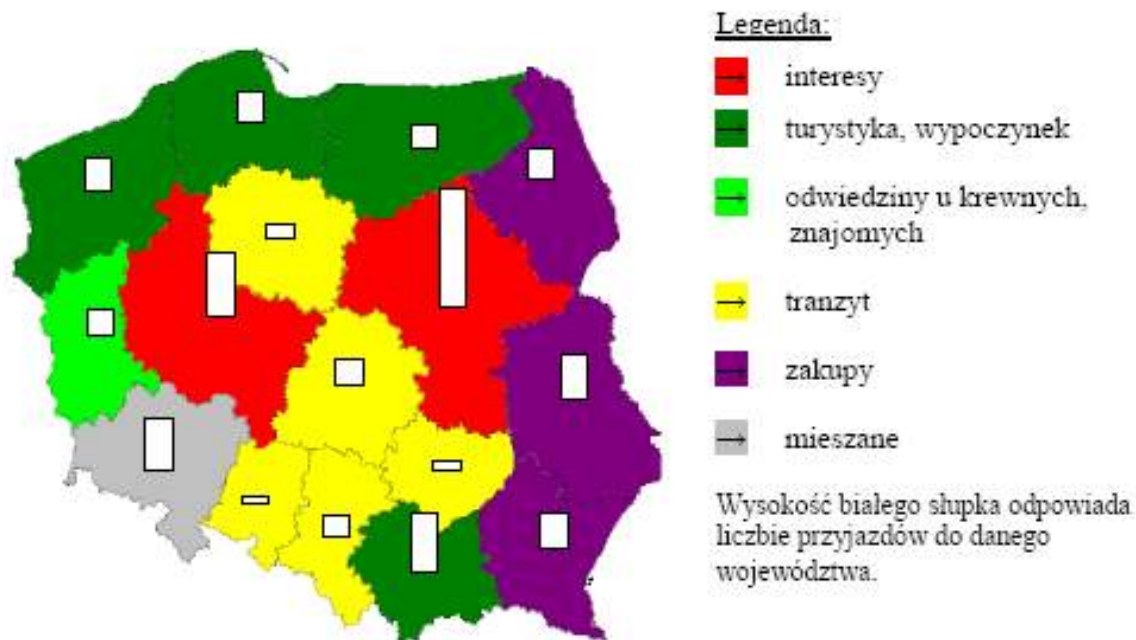 Legenda:
interesy
turystyka, wypoczynek
odwiedziny u krewnych,
znajomych
tranzyt
zakupy
mieszane
Wysokość białego słupka odpowiada
liczbie przyjazdów do danego
województwa.